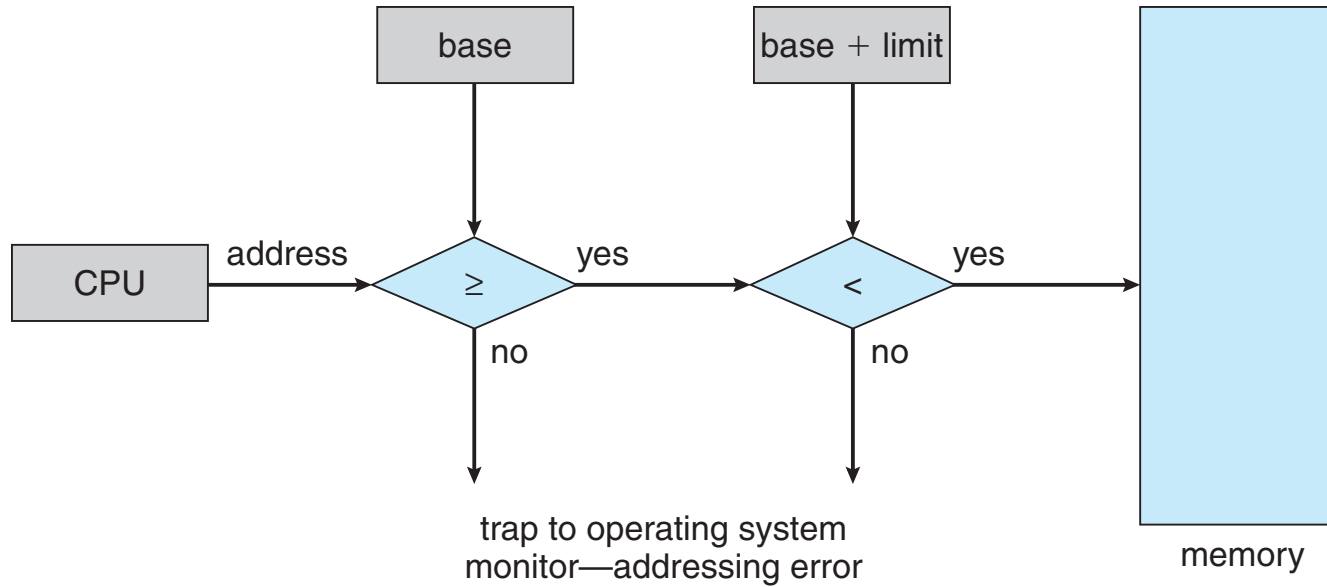 base
base + limit
CPU
address
≥
yes
<
yes
no
no
trap to operating system
monitor—addressing error
memory